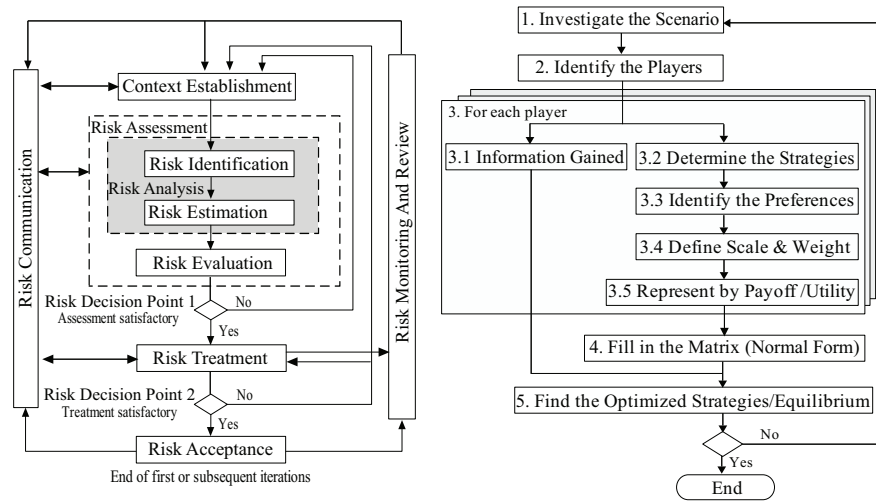 Risk Communication
Context Establishment
Risk Assessment
Risk Identification
Risk Analysis
Risk Estimation
Risk Evaluation
Risk Decision Point 1
Assessment satisfactory
No
Yes
Risk Treatment
Risk Decision Point 2
Treatment satisfactory
No
Yes
Risk Acceptance
End of first or subsequent iterations
Risk Monitoring And Review
1. Investigate the Scenario
2. Identify the Players
3. For each player
3.1 Information Gained
3.2 Determine the Strategies
3.3 Identify the Preferences
3.4 Define Scale & Weight
3.5 Represent by Payoff /Utility
4. Fill in the Matrix (Normal Form)
5. Find the Optimized Strategies/Equilibrium
No
Yes
End